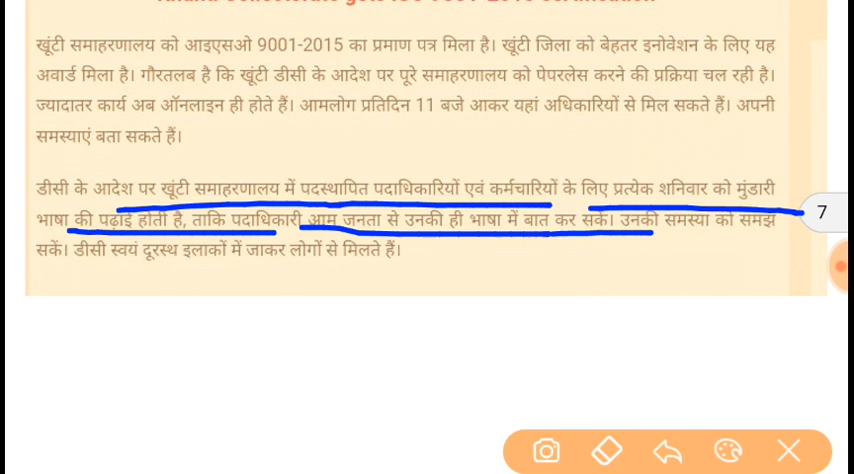 खूंटी समाहरणालय को आइएसओ 9001-2015 का प्रमाण पत्र मिला है। खूंटी जिला को बेहतर इनोवेशन के लिए यह
अवार्ड मिला है। गौरतलब है कि खूंटी डीसी के आदेश पर पूरे समाहरणालय को पेपरलेस करने की प्रक्रिया चल रही है।
ज्यादातर कार्य अब ऑनलाइन ही होते हैं। आमलोग प्रतिदिन 11 बजे आकर यहां अधिकारियों से मिल सकते हैं। अपनी
समस्याएं बता सकते हैं।
डीसी के आदेश पर खूंटी समाहरणालय में पदस्थापित पदाधिकारियों एवं कर्मचारियों के लिए प्रत्येक शनिवार को मुंडारी
7
भाषा की पढ़ाई होती है, ताकि पदाधिकारी आम जनता से उनकी ही भाषा में बात कर सकें। उनकी समस्या को समझ
सकें। डीसी स्वयं दूरस्थ इलाकों में जाकर लोगों से मिलते हैं।